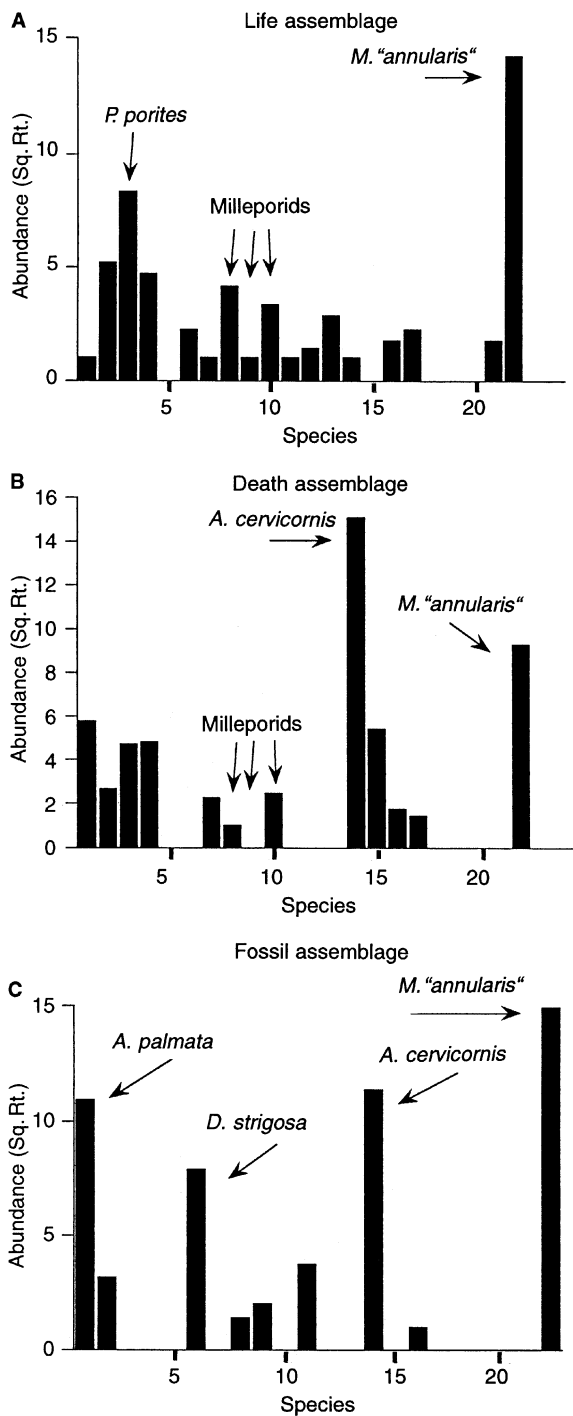 A Life assemblage
15
M. “annularis“
P. porites
10
Milleporids
5
0
Abundance (Sq. Rt.)
5 10 15 20
Species
B Death assemblage
16
A. cervicornis
14
12
M. “annularis“
10
8
6
Milleporids
4
2
0
Abundance (Sq. Rt.)
5 10 15 20
Species
Fossil assemblage
C
M. “annularis“
15
A. palmata
A. cervicornis
D. strigosa
10
5
0
Abundance (Sq. Rt.)
5 10 15 20
Species